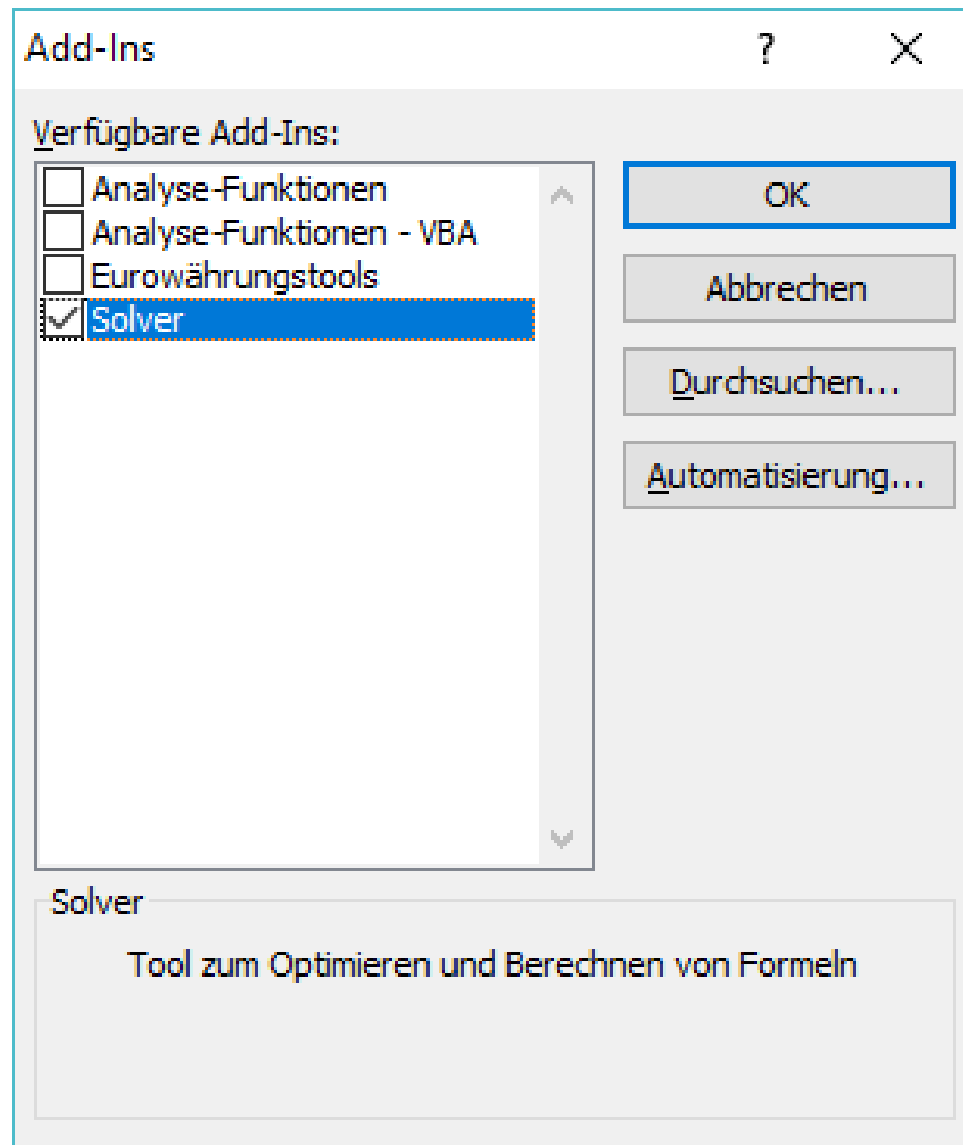 Add-Ins
?
Verfügbare Add-Ins:
Analyse-Funktionen
Analyse-Funktionen - VBA
Eurowährungstools
Solver
OK
Abbrechen
Durchsuchen...
Automatisierung...
Solver
Tool zum Optimieren und Berechnen von Formeln